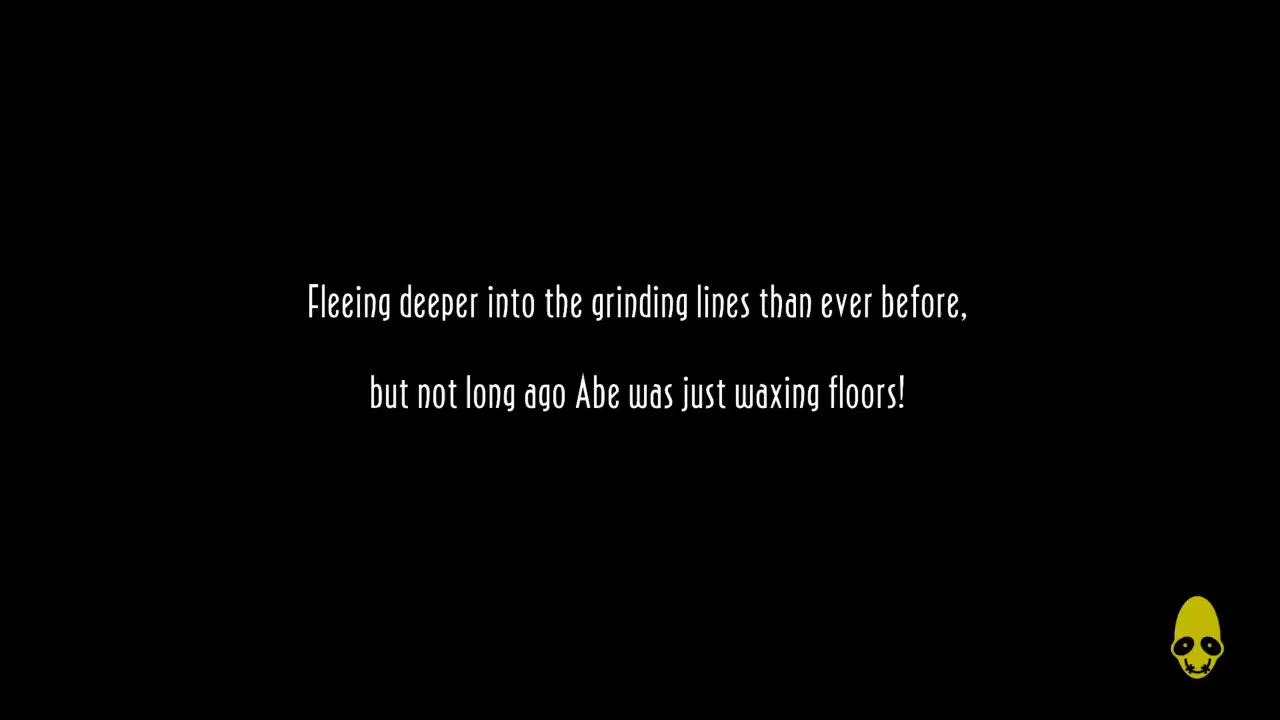 Fleeing deeper into the grinding lines than ever before,
but not long ago Abe was just waxing floors!